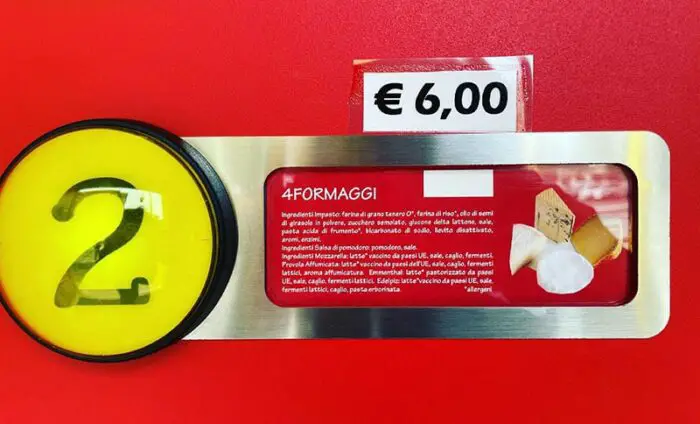 € 6,00
2
4FORMAGGI
Ingredienti Impasto: farina di grano tenero 0*, farina di riso*, olio di semi
di girasole in polvere, zucchero semolato, glucosio del lattosio, sale,
pasta acida di frumento*, bicarbonato di sodio, lievito disattivato,
aromi, enzimi.
Ingredienti Salsa di pomodoro: pomodoro, sale.
Ingredienti Mozzarella: latte* vaccino da paesi UE, sale, caglio, fermenti.
Provola Affumicata: latte* vaccino da paesi dell'UE, sale, caglio, fermenti
lattici, aroma affumicatura. Emmenthal: latte* pastorizzato da paesi
UE, sale, caglio, fermenti lattici. Edelpiz: latte*vaccino da paesi UE, sale,
fermenti lattici, caglio, pasta erborinata. *allergeni